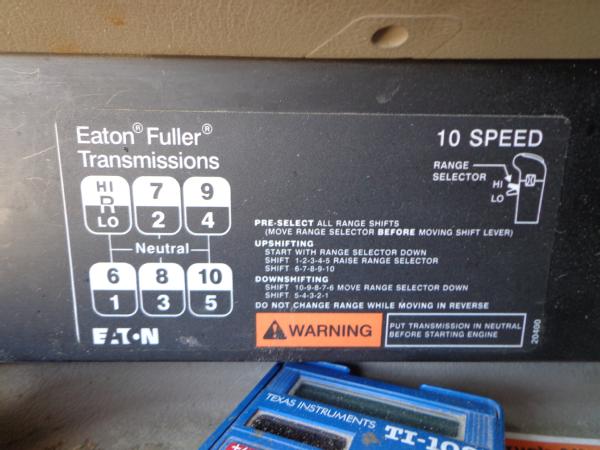 Eaton® Fuller®
Transmissions
10 SPEED
RANGE
SELECTOR
HI
LO
HI
R
LO
7
2
9
4
Neutral
6
1
8
3
10
5
PRE-SELECT ALL RANGE SHIFTS
(MOVE RANGE SELECTOR BEFORE MOVING SHIFT LEVER)
UPSHIFTING
START WITH RANGE SELECTOR DOWN
SHIFT 1-2-3-4-5 RAISE RANGE SELECTOR
SHIFT 6-7-8-9-10
DOWNSHIFTING
SHIFT 10-9-8-7-6 MOVE RANGE SELECTOR DOWN
SHIFT 5-4-3-2-1
DO NOT CHANGE RANGE WHILE MOVING IN REVERSE
EATON
WARNING
PUT TRANSMISSION IN NEUTRAL
BEFORE STARTING ENGINE
20400
TEXAS INSTRUMENTS